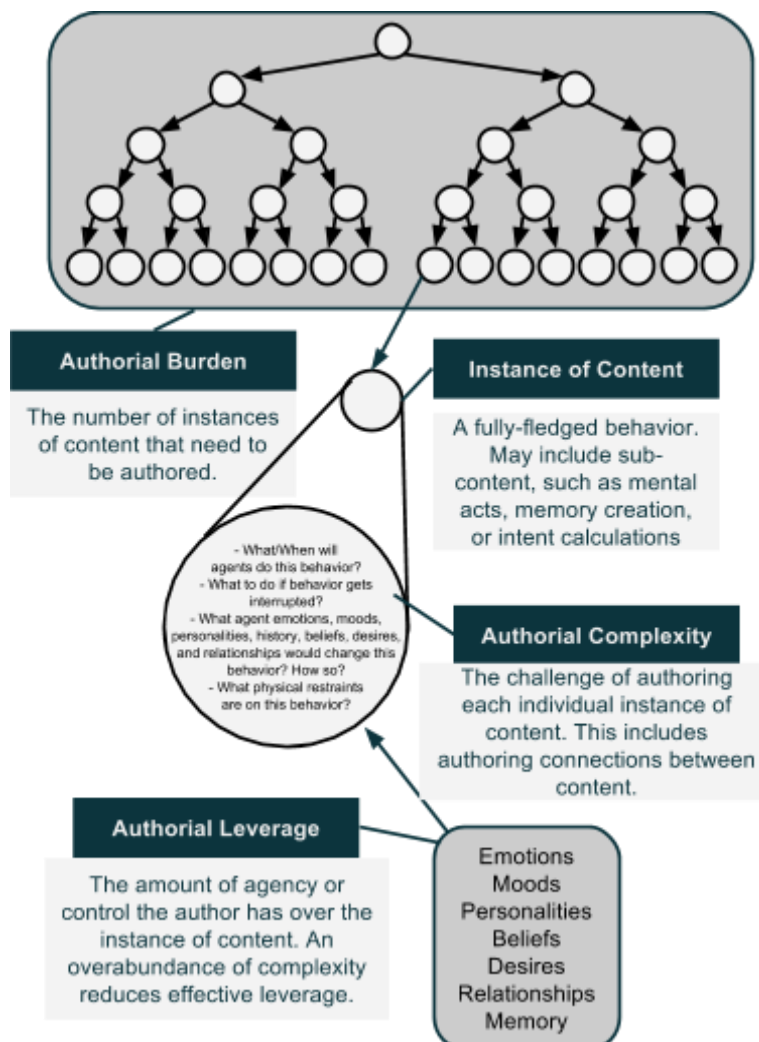 Authorial Burden
The number of instances
of content that need to
be authored.
Instance of Content
A fully-fledged behavior.
May include sub-
content, such as mental
acts, memory creation,
or intent calculations
- What/When will
agents do this behavior?
- What to do if behavior gets
interrupted?
- What agent emotions, moods,
personalities, history, beliefs, desires,
and relationships would change this
behavior? How so?
- What physical restraints
are on this behavior?
Authorial Complexity
The challenge of authoring
each individual instance of
content. This includes
authoring connections between
content.
Authorial Leverage
The amount of agency or
control the author has over the
instance of content. An
overabundance of complexity
reduces effective leverage.
Emotions
Moods
Personalities
Beliefs
Desires
Relationships
Memory